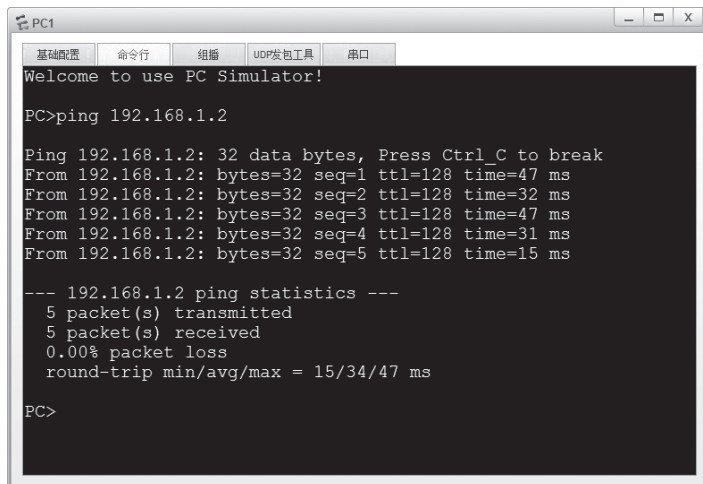 PC1
基础配置 命令行 组播 UDP发包工具 串口
Welcome to use PC Simulator!
PC>ping 192.168.1.2
Ping 192.168.1.2: 32 data bytes, Press Ctrl_C to break
From 192.168.1.2: bytes=32 seq=1 ttl=128 time=47 ms
From 192.168.1.2: bytes=32 seq=2 ttl=128 time=32 ms
From 192.168.1.2: bytes=32 seq=3 ttl=128 time=47 ms
From 192.168.1.2: bytes=32 seq=4 ttl=128 time=31 ms
From 192.168.1.2: bytes=32 seq=5 ttl=128 time=15 ms
--- 192.168.1.2 ping statistics ---
5 packet(s) transmitted
5 packet(s) received
0.00% packet loss
round-trip min/avg/max = 15/34/47 ms
PC>